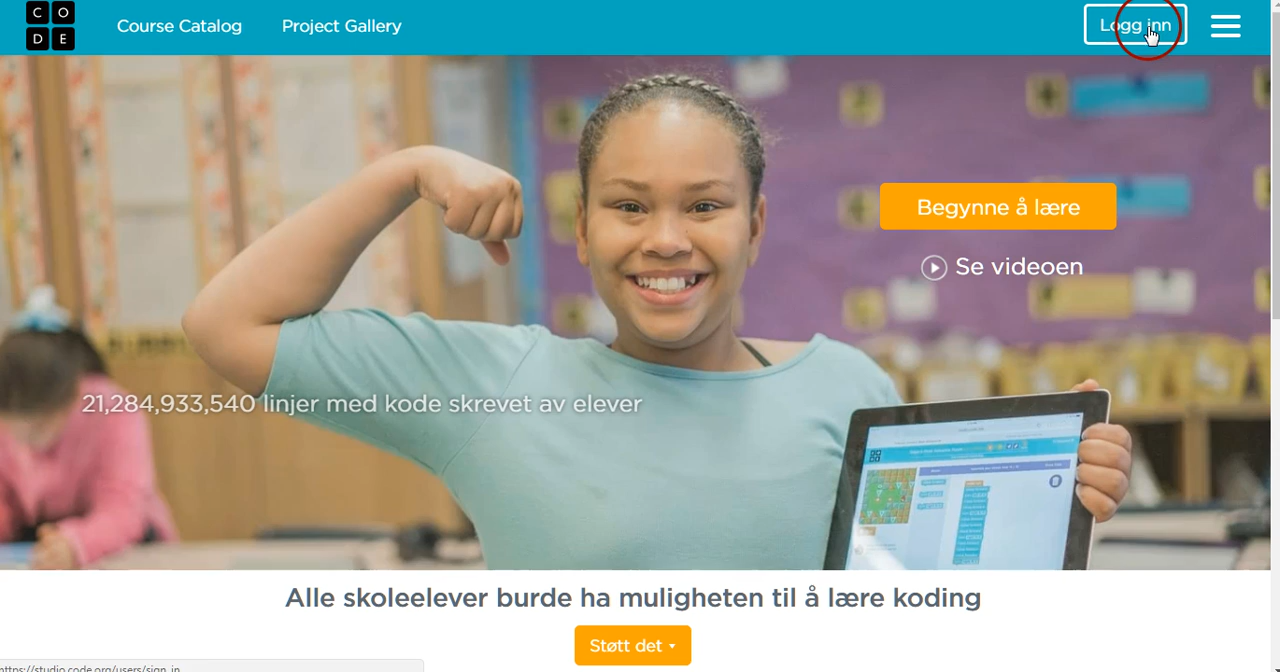 C O
D E
Course Catalog
Project Gallery
Logg inn
Begynne å lære
Se videoen
21,284,933,540 linjer med kode skrevet av elever
Alle skoleelever burde ha muligheten til å lære koding
Støtt det
https://studio.code.org/users/sign_in